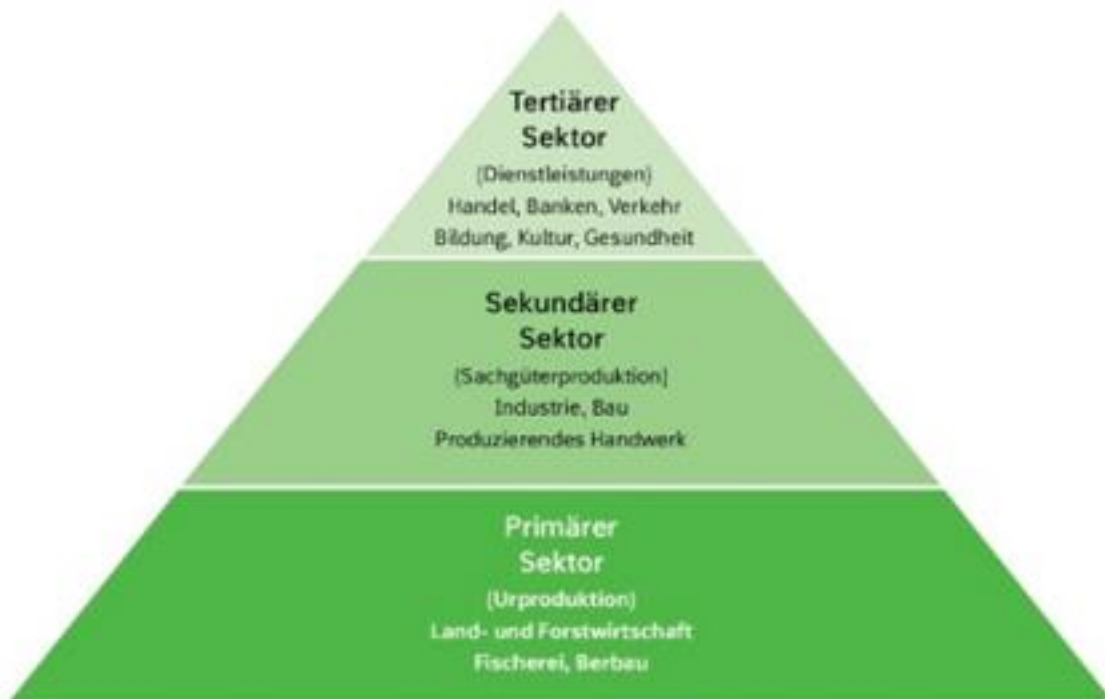 Tertiärer
Sektor
(Dienstleistungen)
Handel, Banken, Verkehr
Bildung, Kultur, Gesundheit
Sekundärer
Sektor
(Sachgüterproduktion)
Industrie, Bau
Produzierendes Handwerk
Primärer
Sektor
(Urproduktion)
Land- und Forstwirtschaft
Fischerei, Berbau